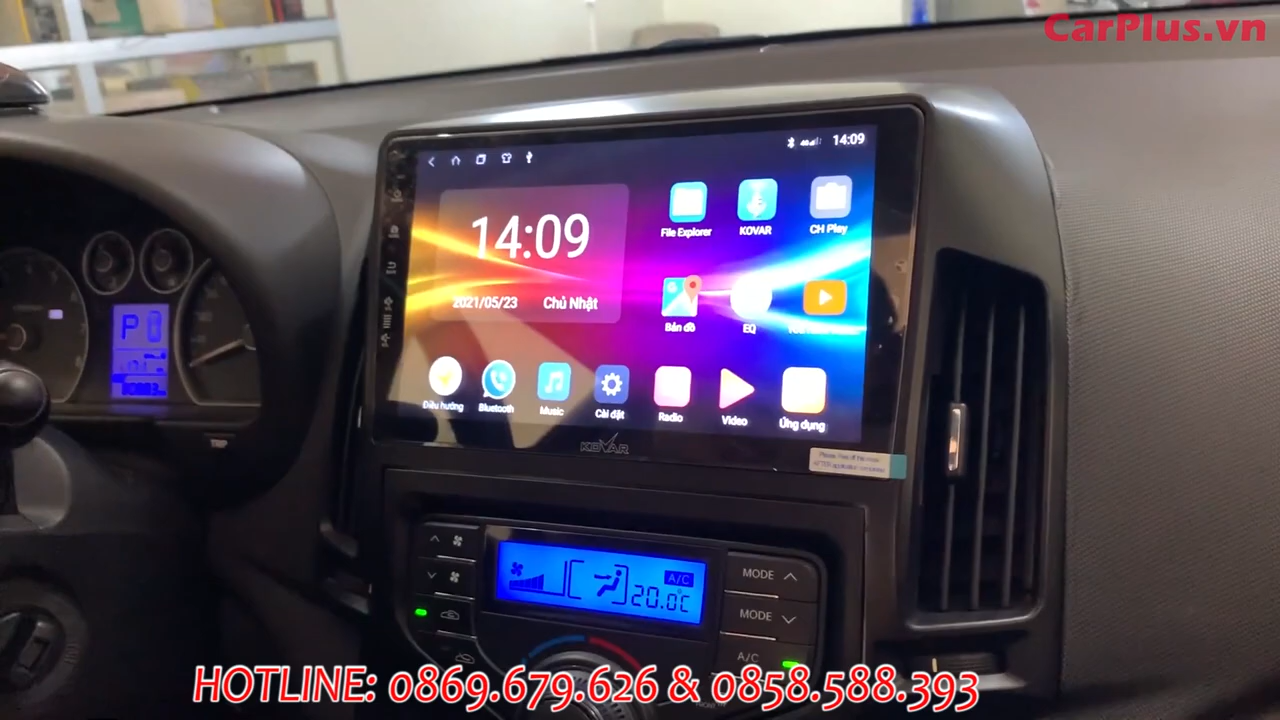 CarPlus.vn
14:09
14:09
2021/05/23 Chủ Nhật
File Explorer KOVAR CH Play
Bản đồ EQ
Điều hướng Bluetooth Music Cài đặt Radio Video Ứng dụng
KOVAR
P
TRIP
A/C
20.0°C
MODE
MODE
A/C
HOTLINE: 0869.679.626 & 0858.588.393